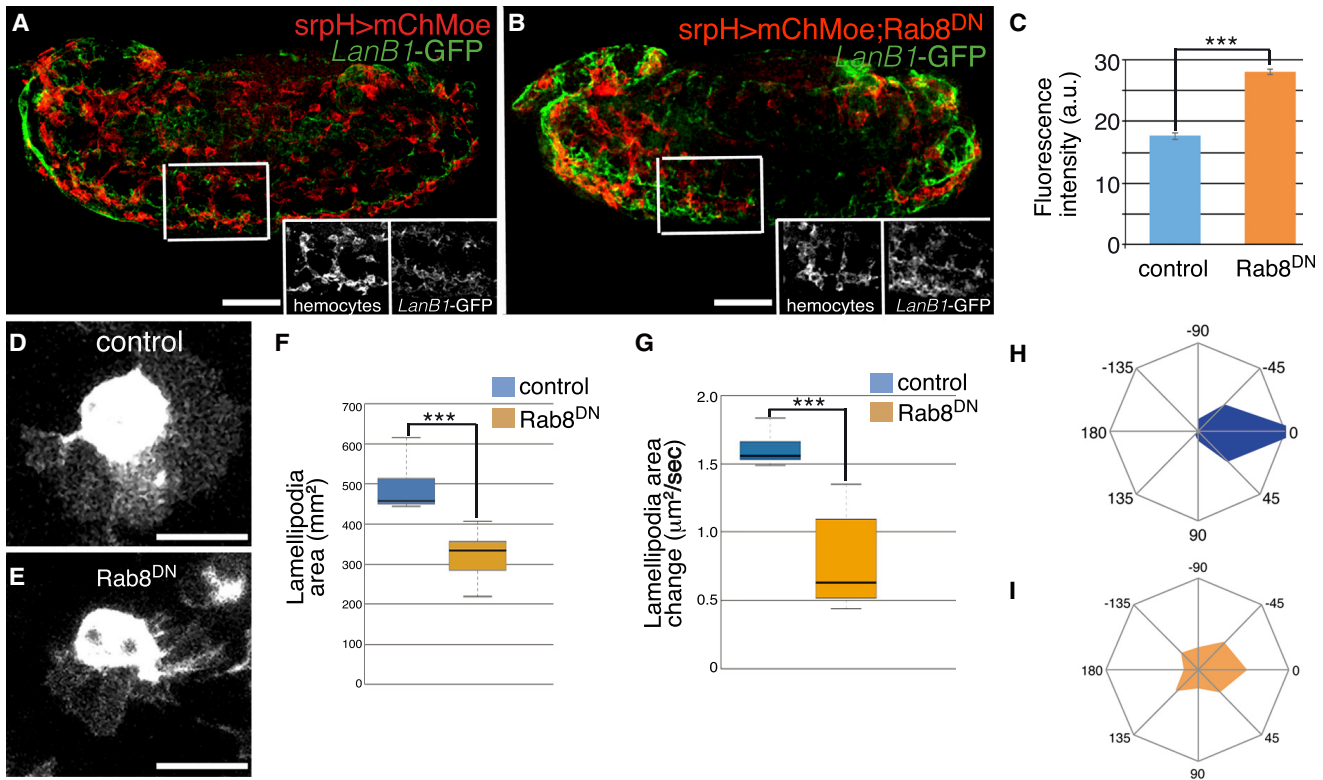 A
srpH>mChMoe
LanB1-GFP
hemocytes
LanB1-GFP
B
srpH>mChMoe;Rab8DN
LanB1-GFP
hemocytes
LanB1-GFP
C
Fluorescence
intensity (a.u.)
30
20
10
0
***
control
Rab8DN
D
control
E
Rab8DN
F
control
Rab8DN
***
Lamellipodia
area (mm²)
700
600
500
400
300
200
100
0
G
control
Rab8DN
***
Lamellipodia area
change (µm²/sec)
2.0
1.5
1.0
0.5
0
H
-90
-135
-45
180
0
135
45
90
I
-90
-135
-45
180
0
135
45
90